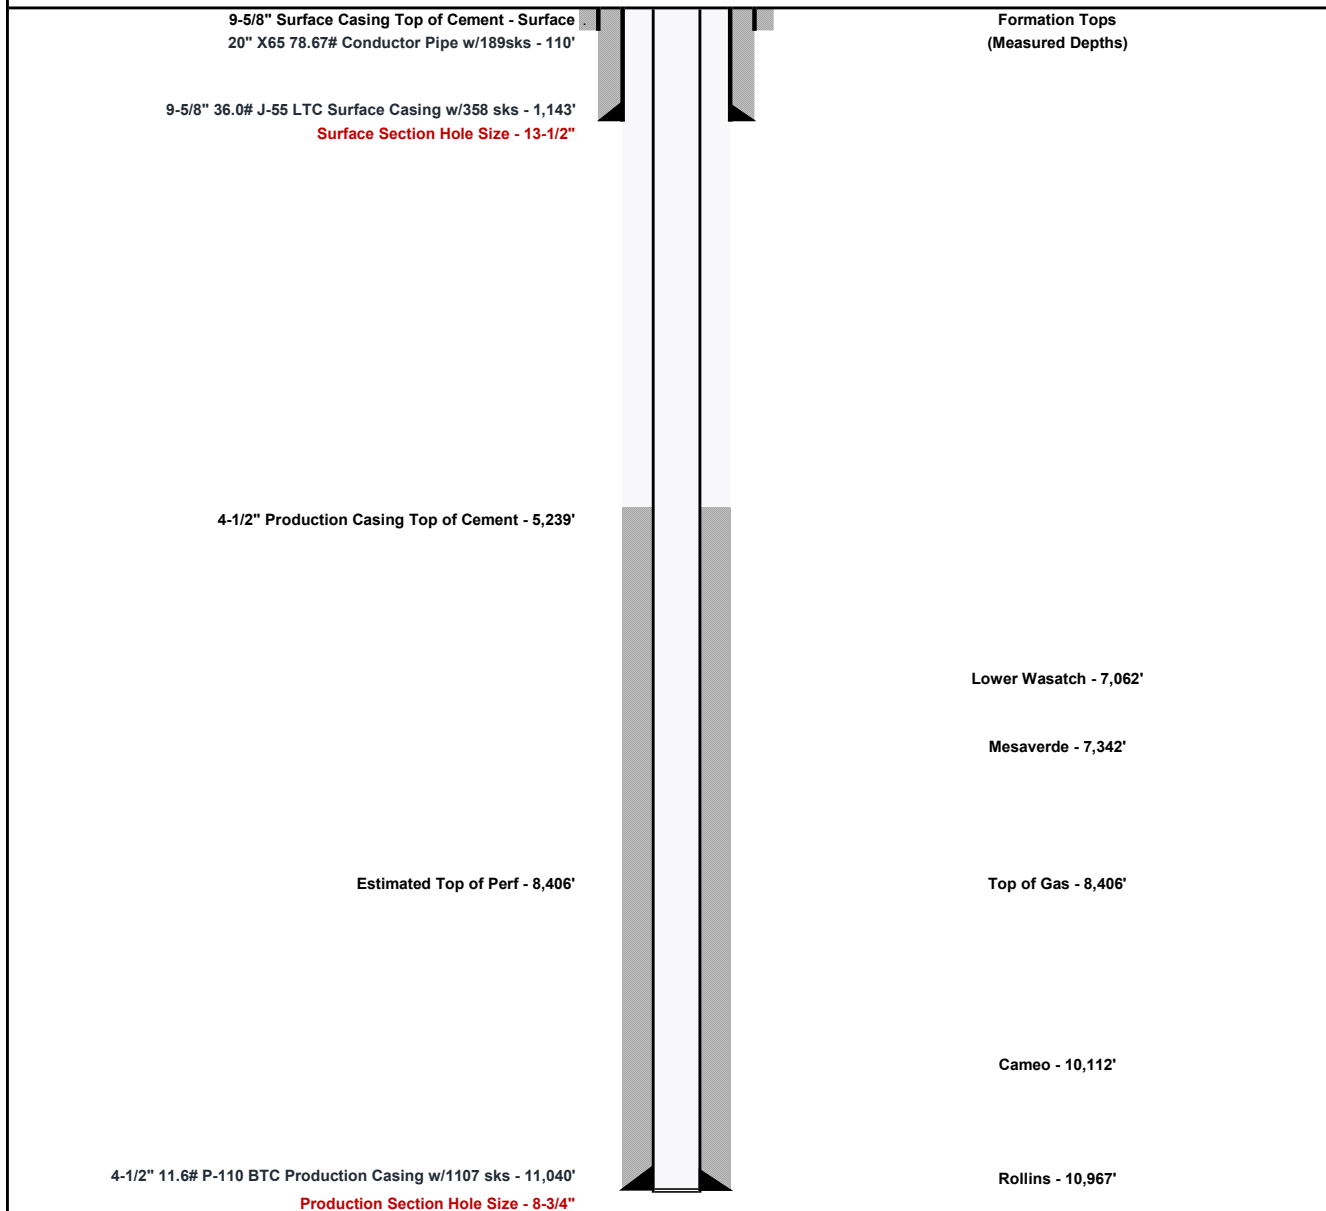 9-5/8" Surface Casing Top of Cement - Surface
20" X65 78.67# Conductor Pipe w/189sks - 110'
9-5/8" 36.0# J-55 LTC Surface Casing w/358 sks - 1,143'
Surface Section Hole Size - 13-1/2"
4-1/2" Production Casing Top of Cement - 5,239'
Estimated Top of Perf - 8,406'
4-1/2" 11.6# P-110 BTC Production Casing w/1107 sks - 11,040'
Production Section Hole Size - 8-3/4"
Formation Tops
(Measured Depths)
Lower Wasatch - 7,062'
Mesaverde - 7,342'
Top of Gas - 8,406'
Cameo - 10,112'
Rollins - 10,967'